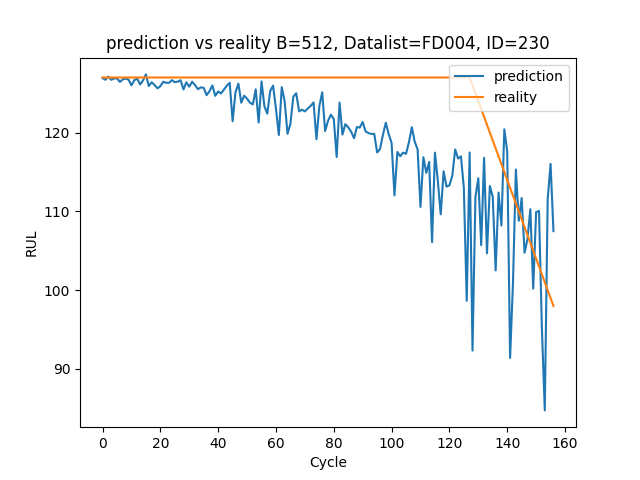 prediction vs reality B=512, Datalist=FD004, ID=230
prediction
reality
120
110
100
90
RUL
0 20 40 60 80 100 120 140 160
Cycle